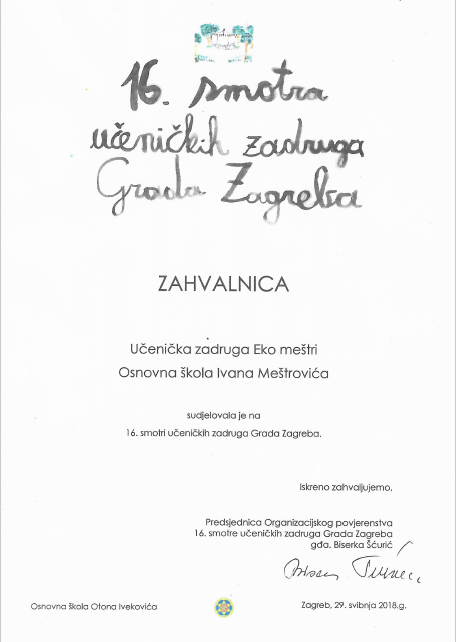 16. smotra
učeničkih zadruga
Grada Zagreba
ZAHVALNICA
Učenička zadruga Eko meštri
Osnovna škola Ivana Meštrovića
sudjelovala je na
16. smotri učeničkih zadruga Grada Zagreba.
Iskreno zahvaljujemo,
Predsjednica Organizacijskog povjerenstva
16. smotre učeničkih zadruga Grada Zagreba
gđa. Biserka Šćurić
Osnovna škola Otona Ivekovića
Zagreb, 29. svibnja 2018.g.